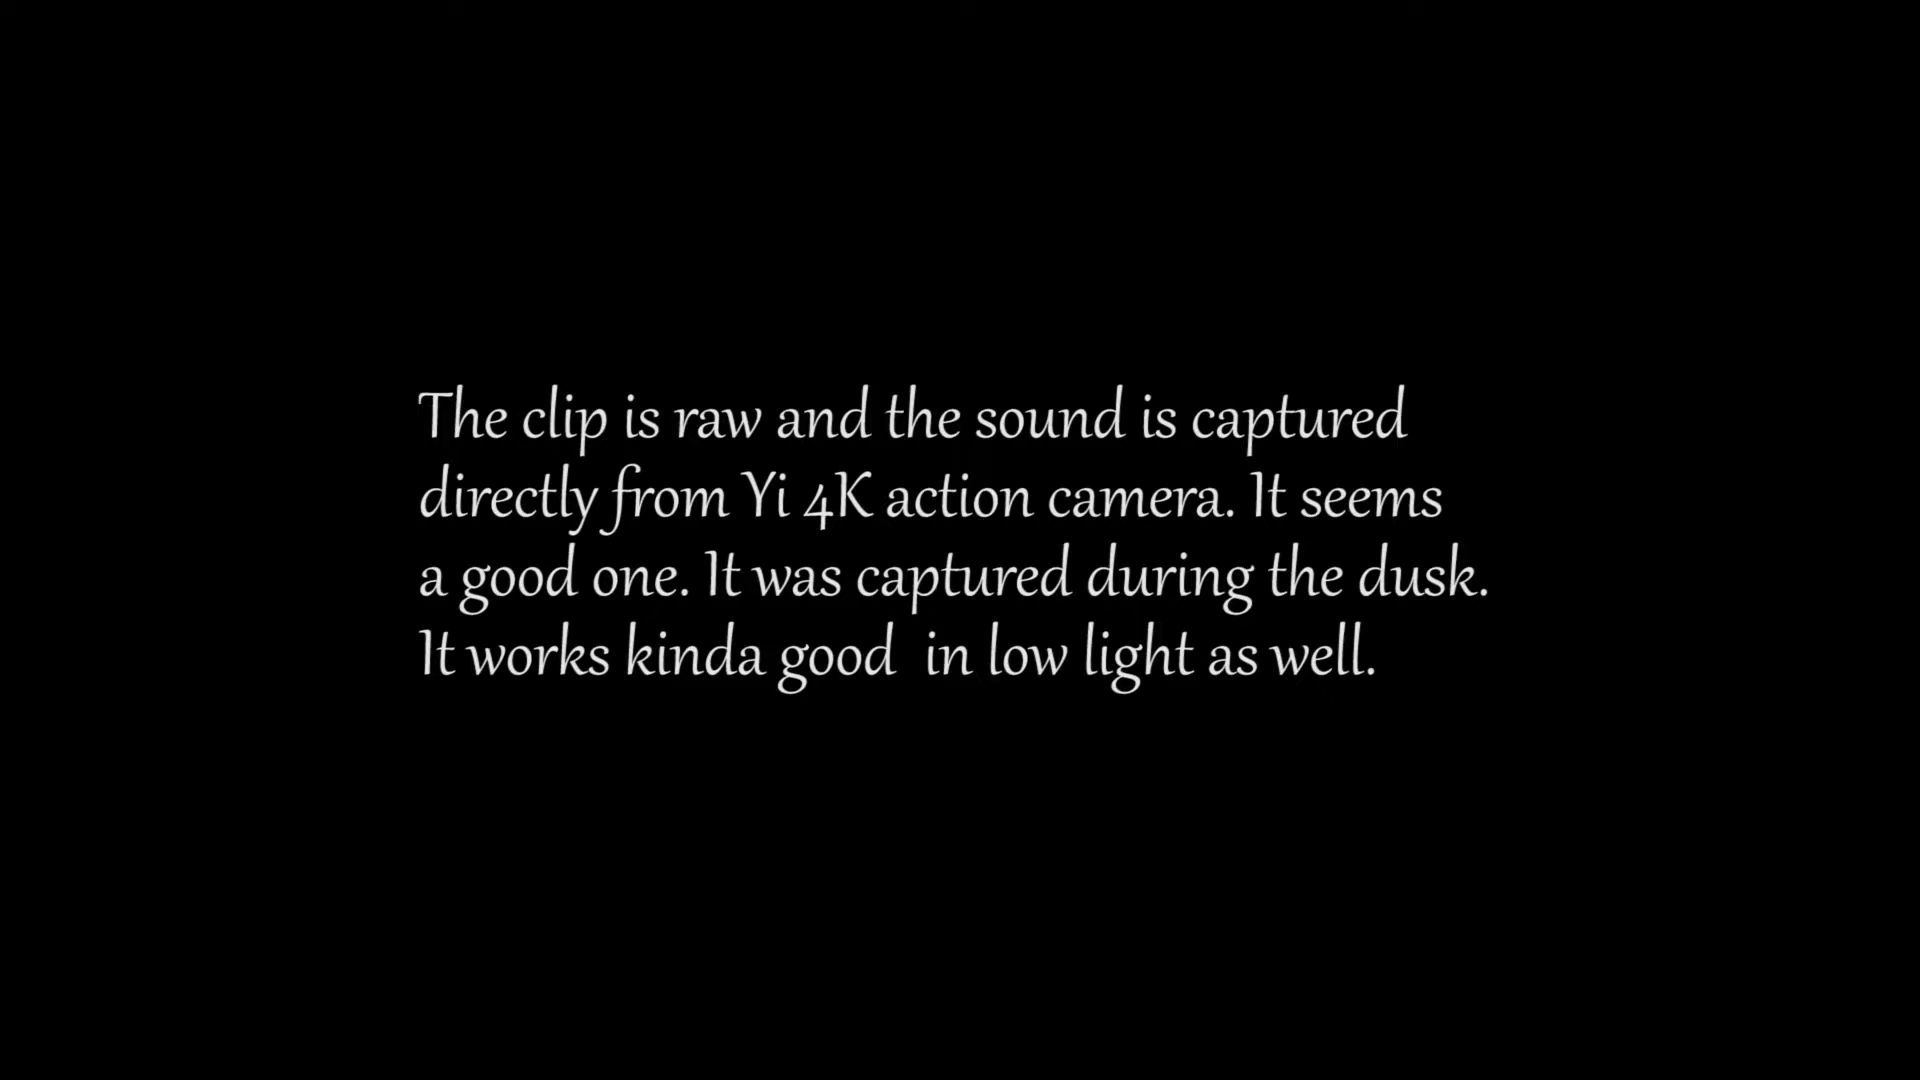 The clip is raw and the sound is captured
directly from Yi 4K action camera. It seems
a good one. It was captured during the dusk.
It works kinda good  in low light as well.